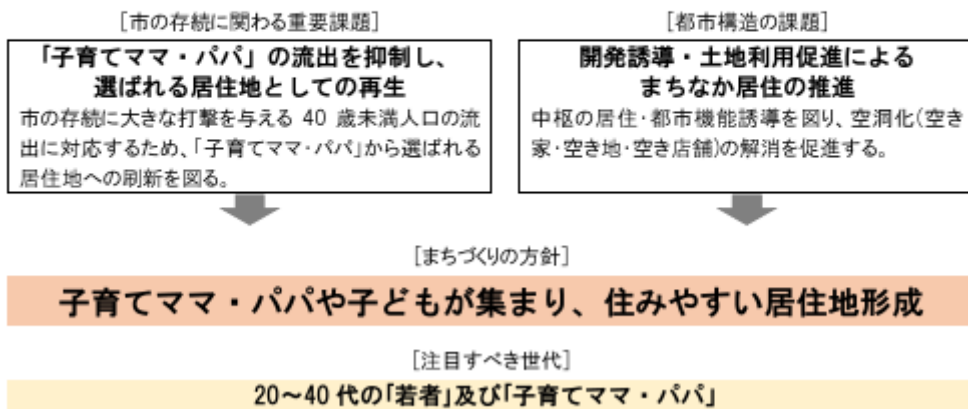 [市の存続に関わる重要課題]
「子育てママ・パパ」の流出を抑制し、
選ばれる居住地としての再生
市の存続に大きな打撃を与える 40 歳未満人口の流
出に対応するため、「子育てママ・パパ」から選ばれる
居住地への刷新を図る。
[都市構造の課題]
開発誘導・土地利用促進による
まちなか居住の推進
中枢の居住・都市機能誘導を図り、空洞化(空き
家・空き地・空き店舗)の解消を促進する。
[まちづくりの方針]
子育てママ・パパや子どもが集まり、住みやすい居住地形成
[注目すべき世代]
20~40 代の「若者」及び「子育てママ・パパ」